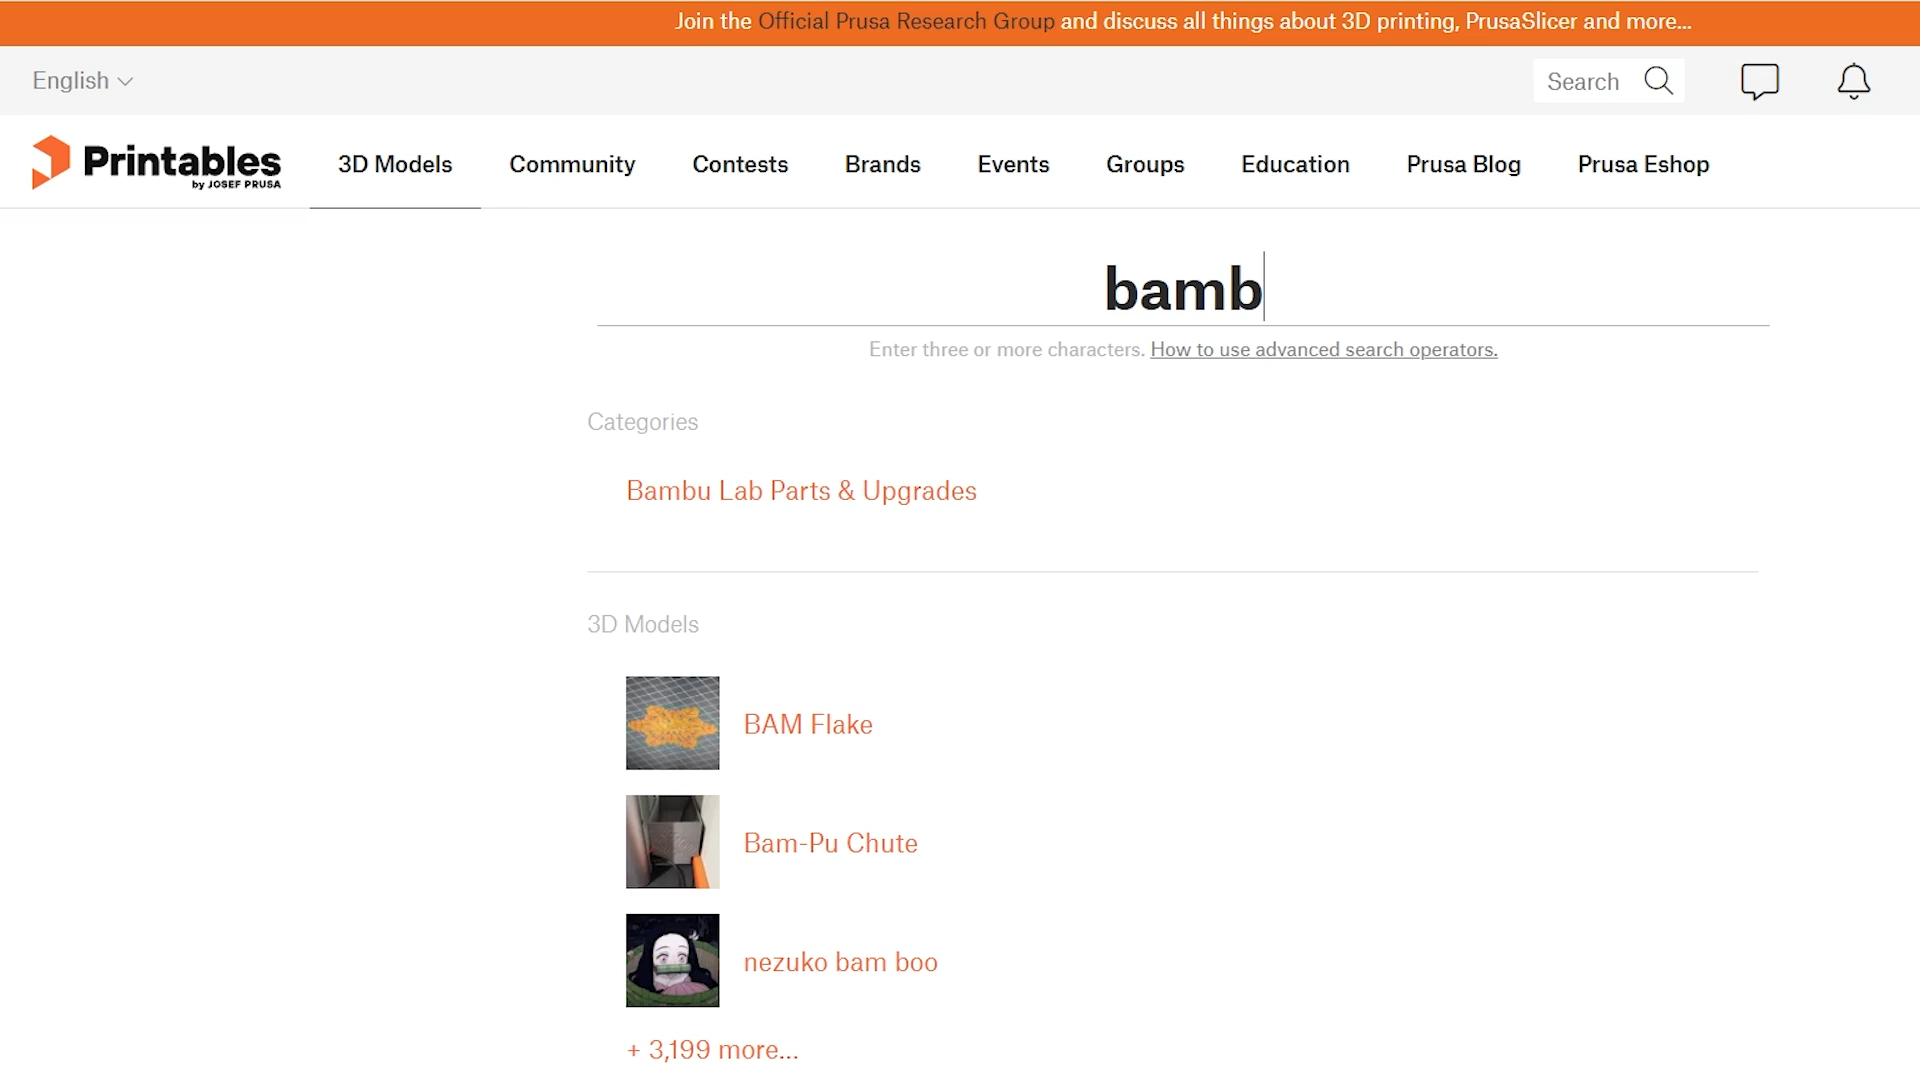 Join the Official Prusa Research Group and discuss all things about 3D printing, PrusaSlicer and more...
English
Search
Printables
by JOSEF PRUSA
3D Models Community Contests Brands Events Groups Education Prusa Blog Prusa Eshop
bamb
Enter three or more characters. How to use advanced search operators.
Categories
Bambu Lab Parts & Upgrades
3D Models
BAM Flake
Bam-Pu Chute
nezuko bam boo
+ 3,199 more...